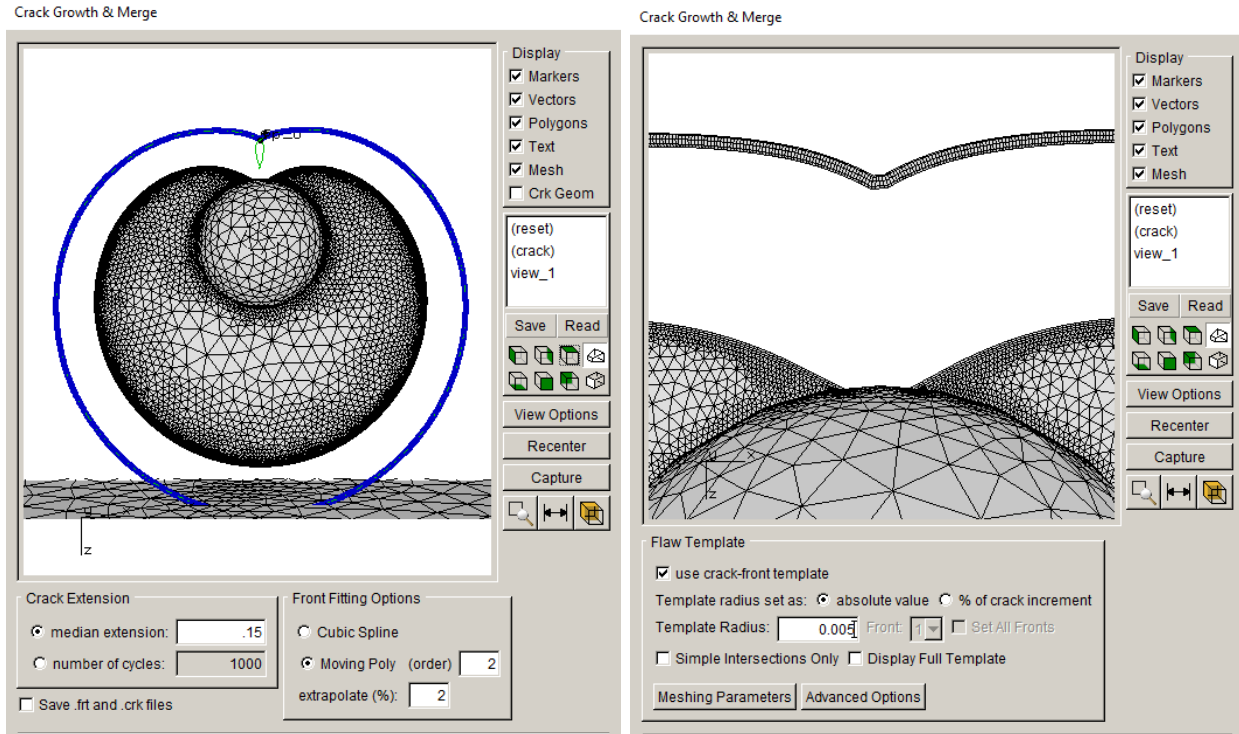 Crack Growth & Merge
Display
Markers
Vectors
Polygons
Text
Mesh
Crk Geom
(reset)
(crack)
view_1
Save Read
View Options
Recenter
Capture
z
Crack Extension
median extension: .15
number of cycles: 1000
Save .frt and .crk files
Front Fitting Options
Cubic Spline
Moving Poly (order) 2
extrapolate (%): 2
Crack Growth & Merge
Display
Markers
Vectors
Polygons
Text
Mesh
(reset)
(crack)
view_1
Save Read
View Options
Recenter
Capture
z
Flaw Template
use crack-front template
Template radius set as: absolute value % of crack increment
Template Radius: 0.005 Front: 1 Set All Fronts
Simple Intersections Only Display Full Template
Meshing Parameters Advanced Options